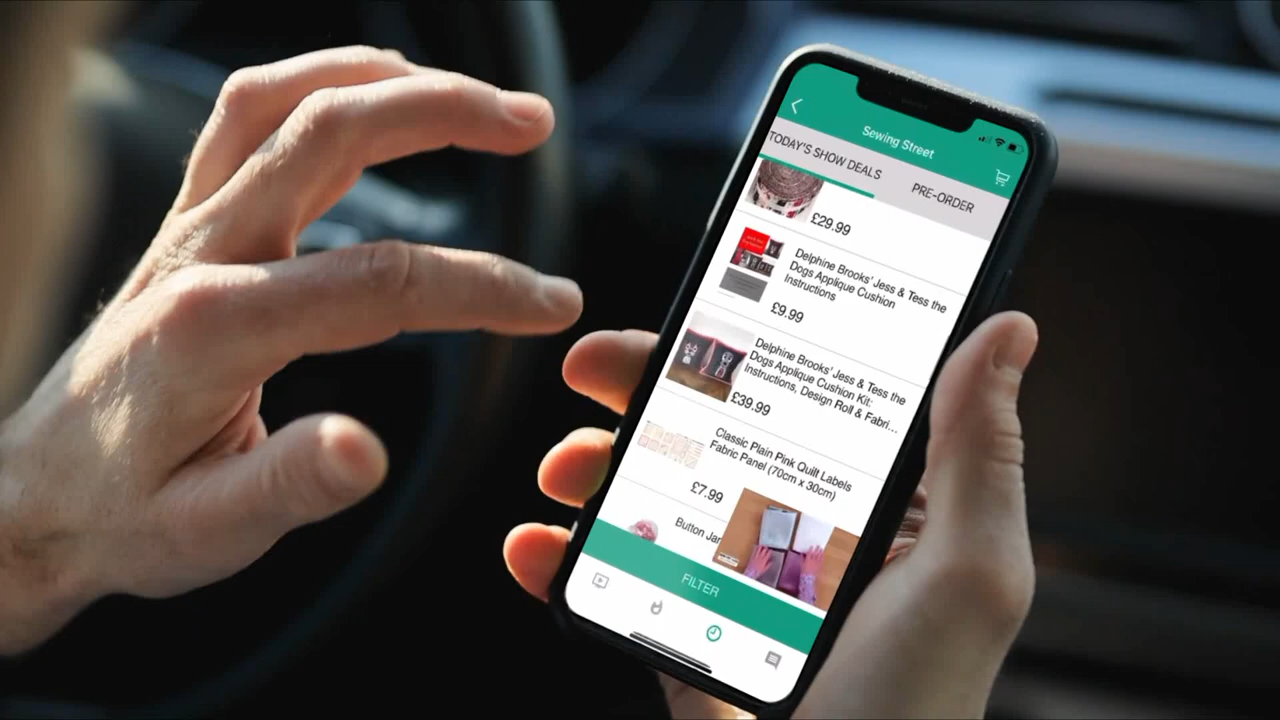 Sewing Street
TODAY'S SHOW DEALS
PRE-ORDER
£29.99
Delphine Brooks' Jess & Tess the
Dogs Applique Cushion
Instructions
£9.99
Delphine Brooks' Jess & Tess the
Dogs Applique Cushion Kit:
Instructions, Design Roll & Fabri...
£39.99
Classic Plain Pink Quilt Labels
Fabric Panel (70cm x 30cm)
£7.99
Button Jar
FILTER